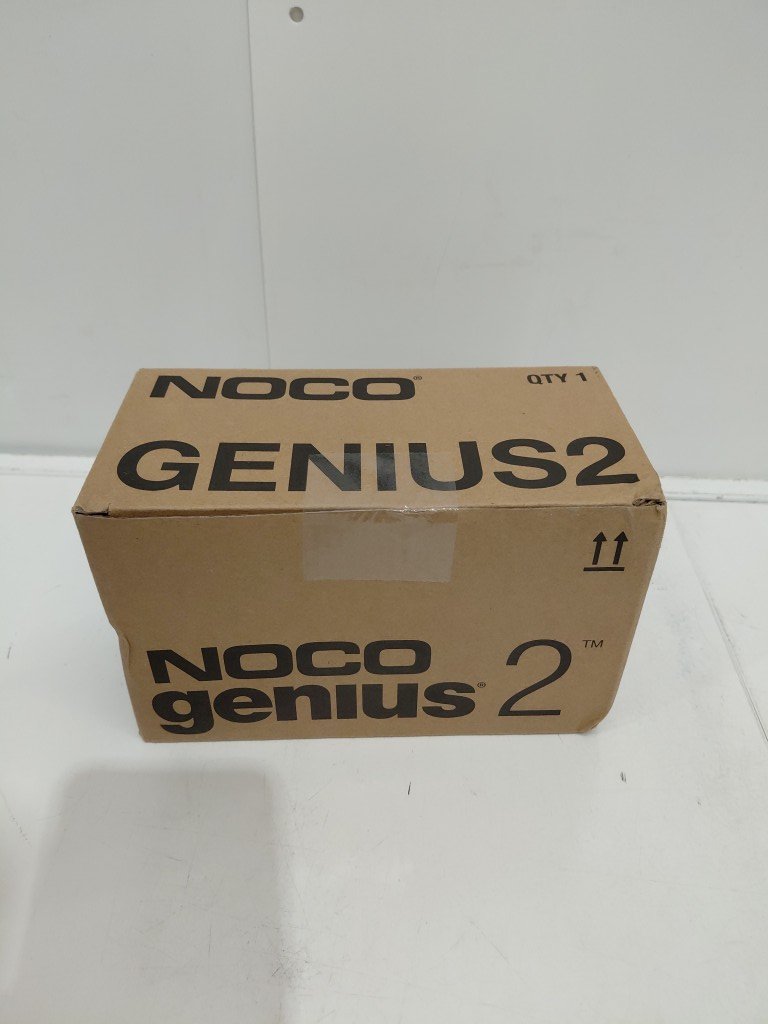 NOCO® QTY 1
GENIUS2
NOCO
genius® 2™